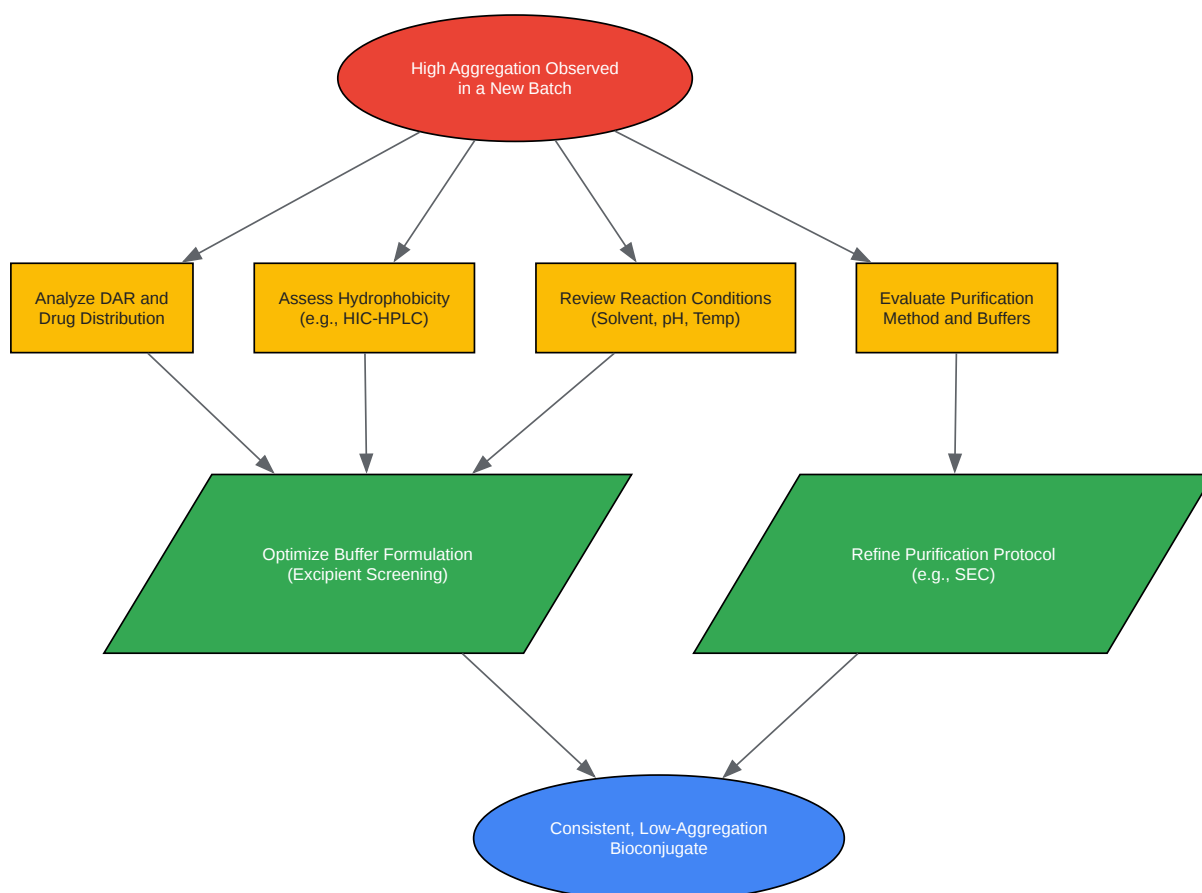 High Aggregation Observed
in a New Batch
Analyze DAR and
Drug Distribution
Assess Hydrophobicity
(e.g., HIC-HPLC)
Review Reaction Conditions
(Solvent, pH, Temp)
Evaluate Purification
Method and Buffers
Optimize Buffer Formulation
(Excipient Screening)
Refine Purification Protocol
(e.g., SEC)
Consistent, Low-Aggregation
Bioconjugate